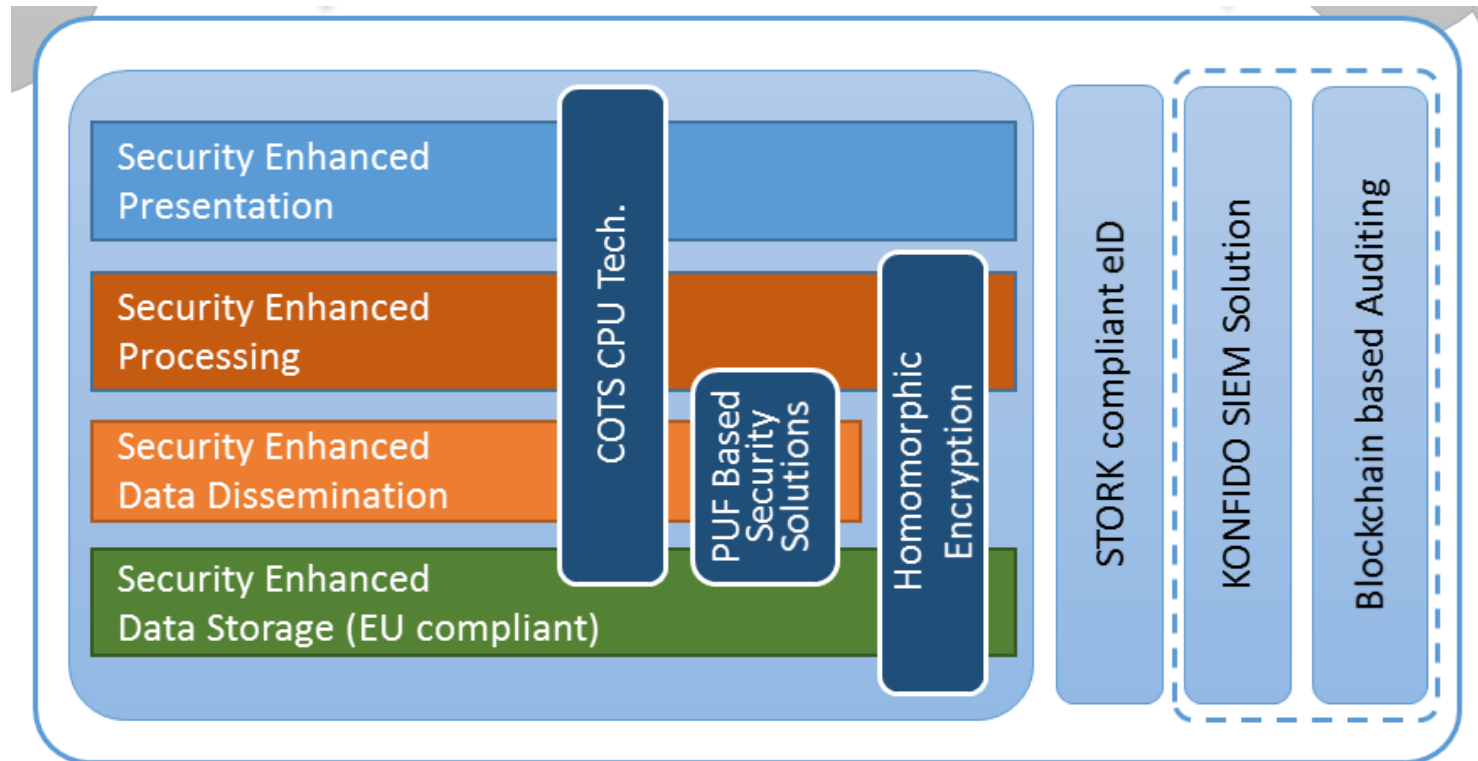 Security Enhanced
Presentation
Security Enhanced
Processing
Security Enhanced
Data Dissemination
Security Enhanced
Data Storage (EU compliant)
COTS CPU Tech.
PUF Based
Security
Solutions
Homomorphic
Encryption
STORK compliant eID
KONFIDO SIEM Solution
Blockchain based Auditing